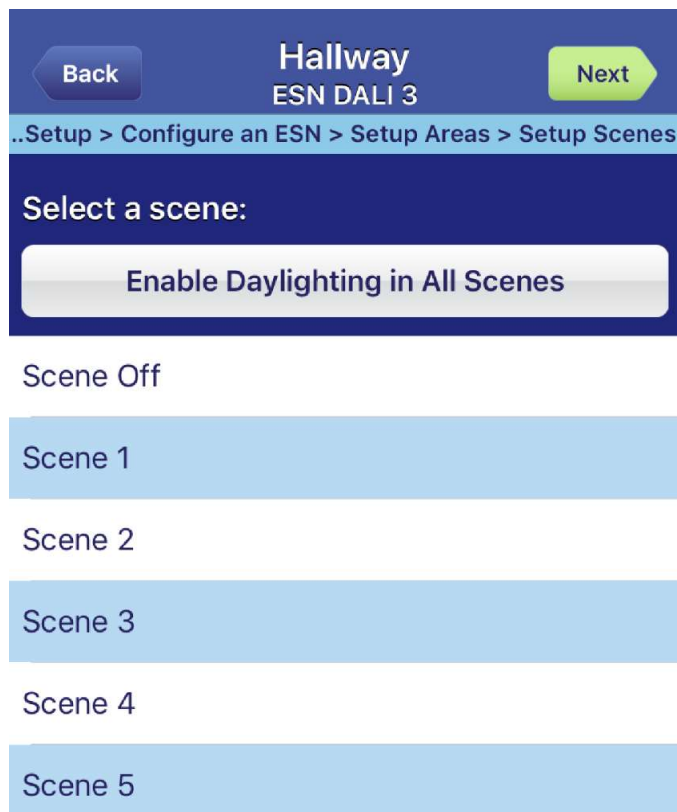 Back
Hallway
Next
ESN DALI 3
..Setup > Configure an ESN > Setup Areas > Setup Scenes
Select a scene:
Enable Daylighting in All Scenes
Scene Off
Scene 1
Scene 2
Scene 3
Scene 4
Scene 5